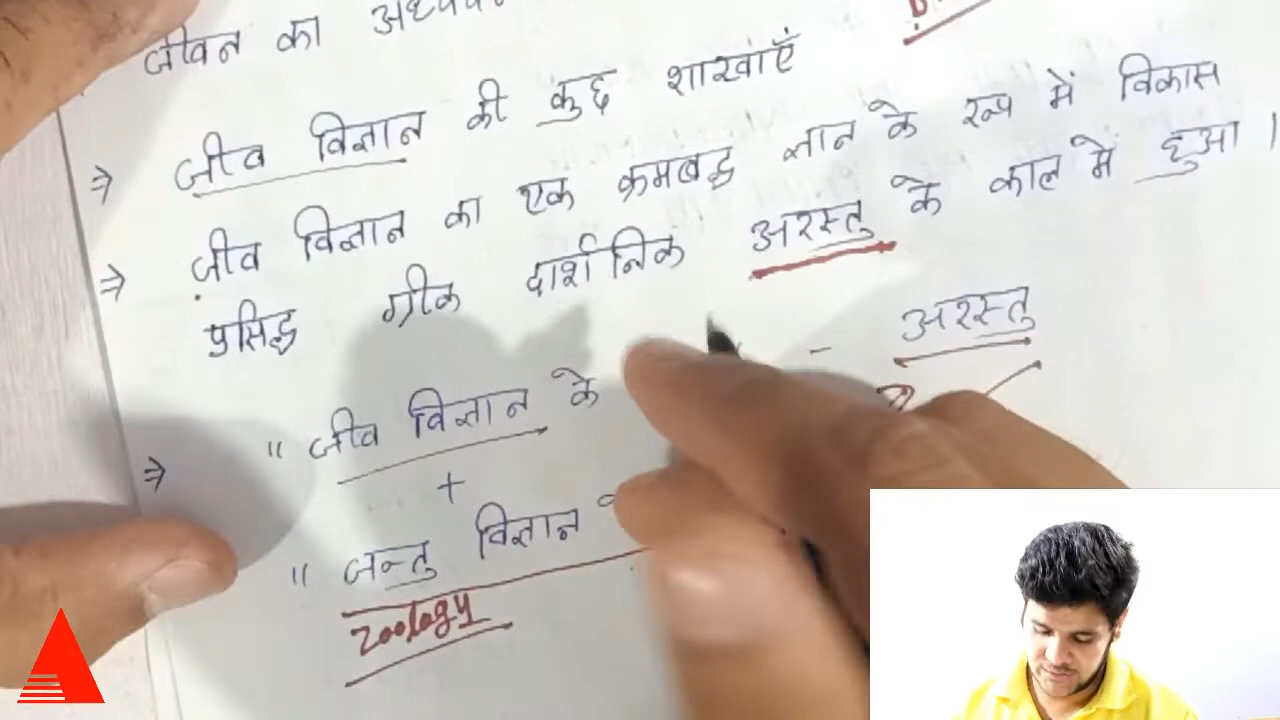 जीवन का
⇒ जीव विज्ञान की कुछ शाखाएँ
जीव विज्ञान का एक क्रमबद्ध ज्ञान के रूप में विकास
⇒ प्रसिद्ध ग्रीक दार्शनिक अरस्तु के काल में हुआ।
⇒ " जीव विज्ञान के - अरस्तु
+
" जन्तु विज्ञान
zoology